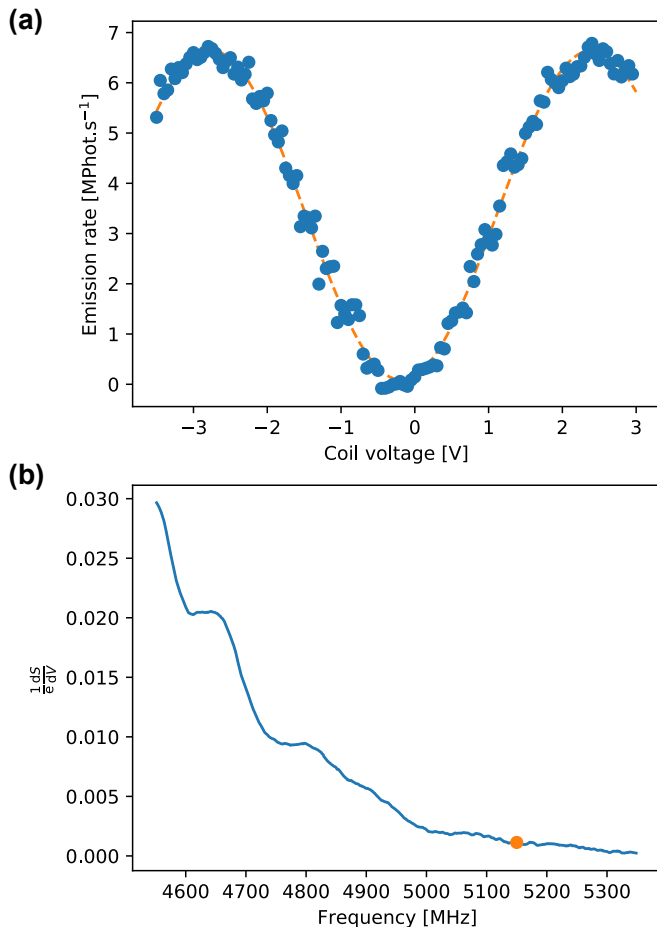 (a)
7
6
5
4
3
2
1
0
Emission rate [MPhot.s⁻¹]
−3 −2 −1 0 1 2 3
Coil voltage [V]
(b)
0.030
0.025
0.020
0.015
0.010
0.005
0.000
1/e dS/dV
4600 4700 4800 4900 5000 5100 5200 5300
Frequency [MHz]